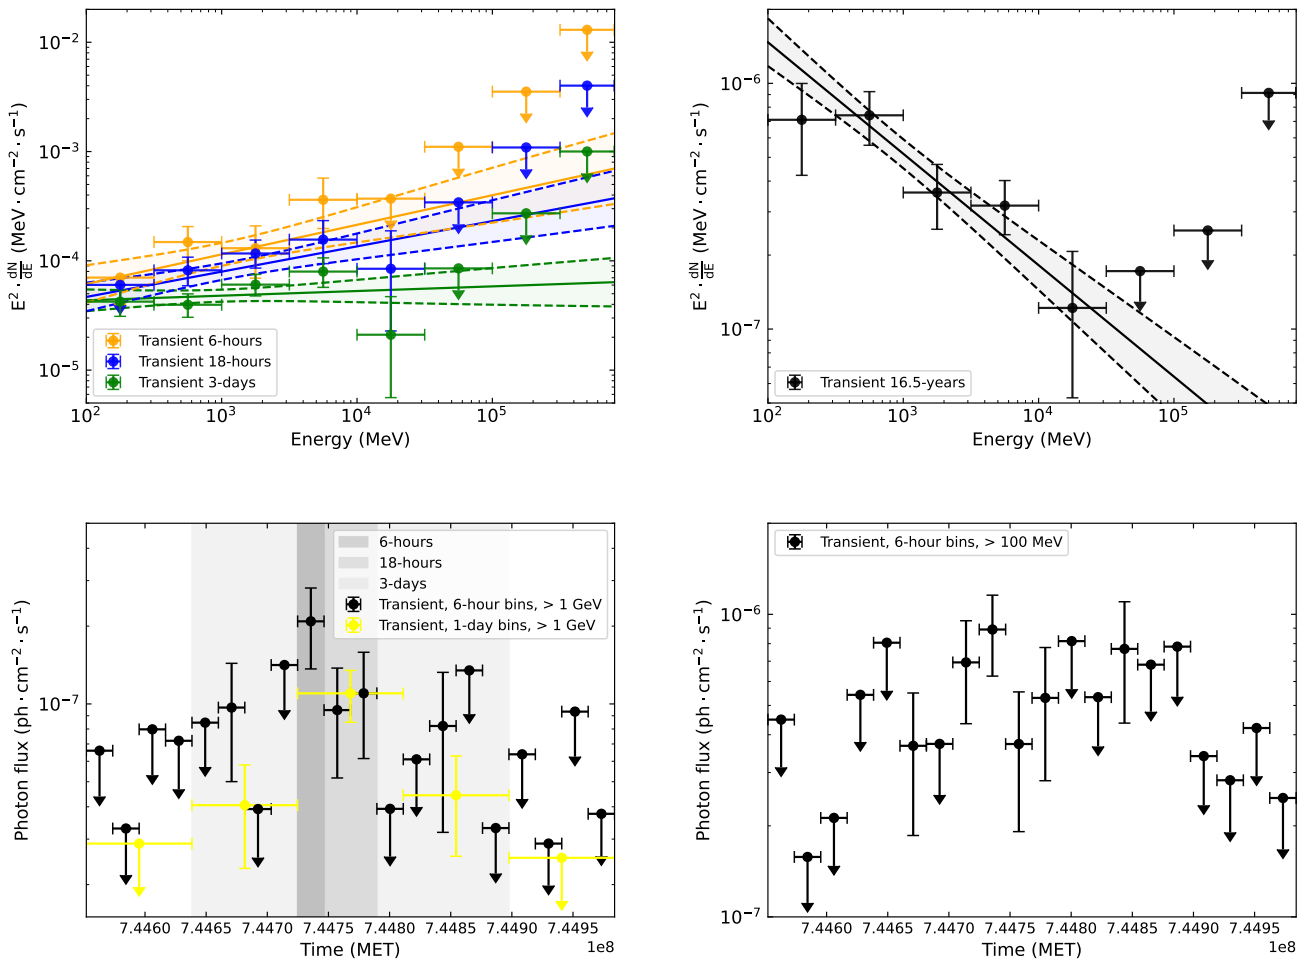 10⁻²
10⁻³
10⁻⁴
10⁻⁵
E² · dN/dE (MeV · cm⁻² · s⁻¹)
Transient 6-hours
Transient 18-hours
Transient 3-days
10² 10³ 10⁴ 10⁵
Energy (MeV)
10⁻⁶
10⁻⁷
E² · dN/dE (MeV · cm⁻² · s⁻¹)
Transient 16.5-years
10² 10³ 10⁴ 10⁵
Energy (MeV)
10⁻⁷
Photon flux (ph · cm⁻² · s⁻¹)
6-hours
18-hours
3-days
Transient, 6-hour bins, > 1 GeV
Transient, 1-day bins, > 1 GeV
7.4460 7.4465 7.4470 7.4475 7.4480 7.4485 7.4490 7.4495
Time (MET)
1e8
10⁻⁶
10⁻⁷
Photon flux (ph · cm⁻² · s⁻¹)
Transient, 6-hour bins, > 100 MeV
7.4460 7.4465 7.4470 7.4475 7.4480 7.4485 7.4490 7.4495
Time (MET)
1e8